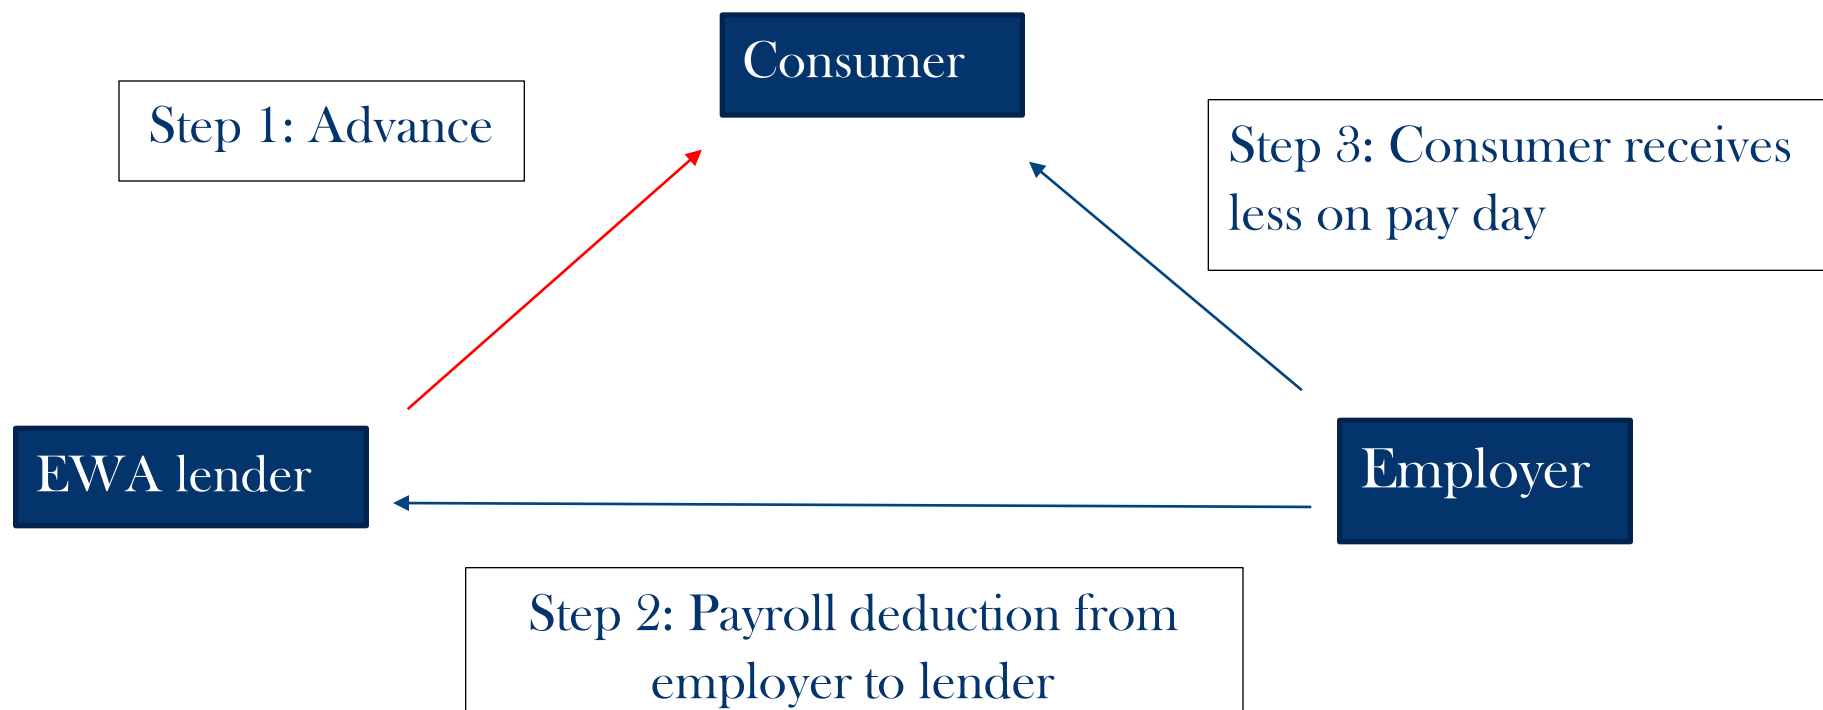 Consumer
Step 1: Advance
Step 3: Consumer receives
less on pay day
EWA lender
Employer
Step 2: Payroll deduction from
employer to lender